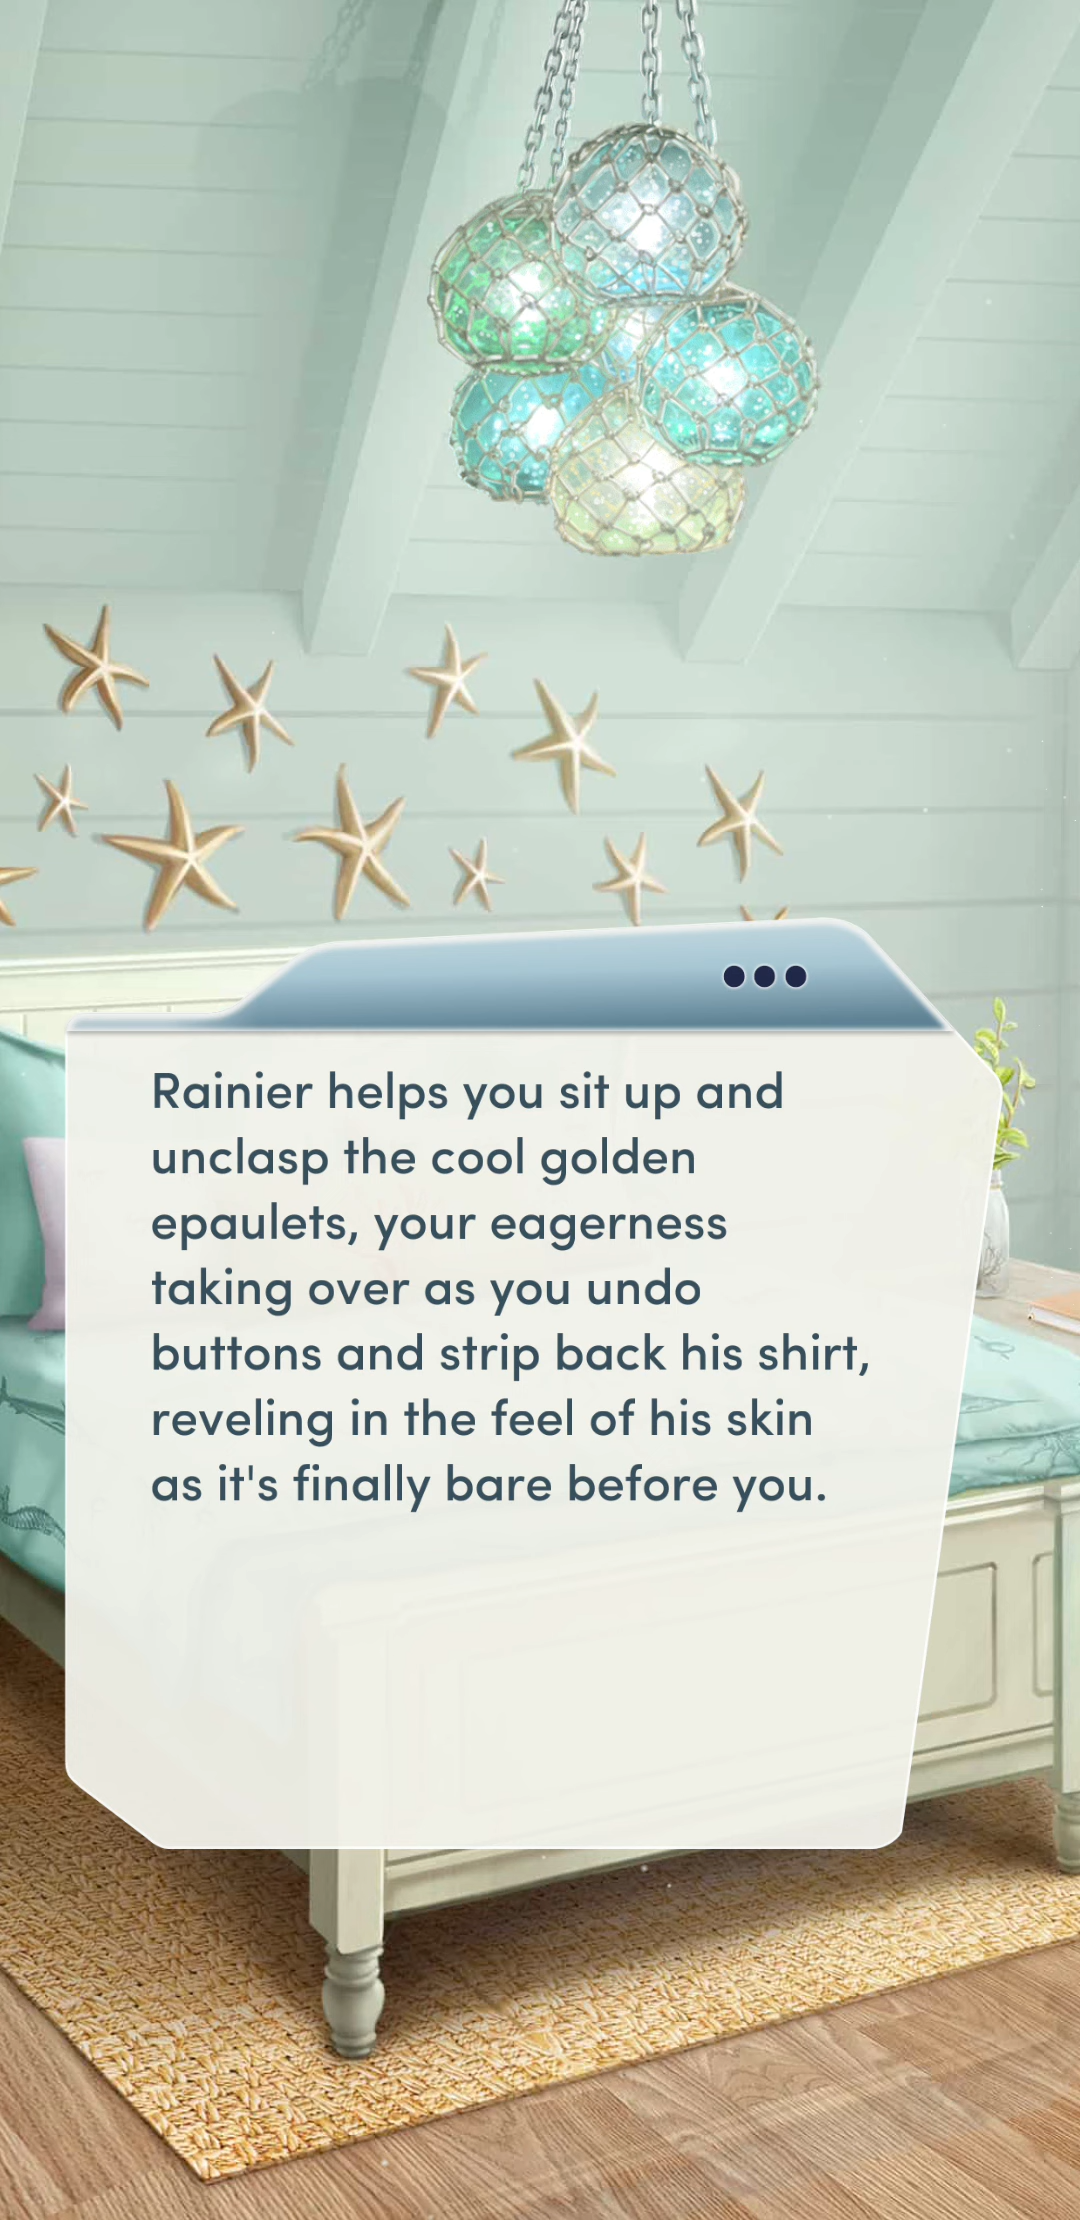 Rainier helps you sit up and
unclasp the cool golden
epaulets, your eagerness
taking over as you undo
buttons and strip back his shirt,
reveling in the feel of his skin
as it's finally bare before you.